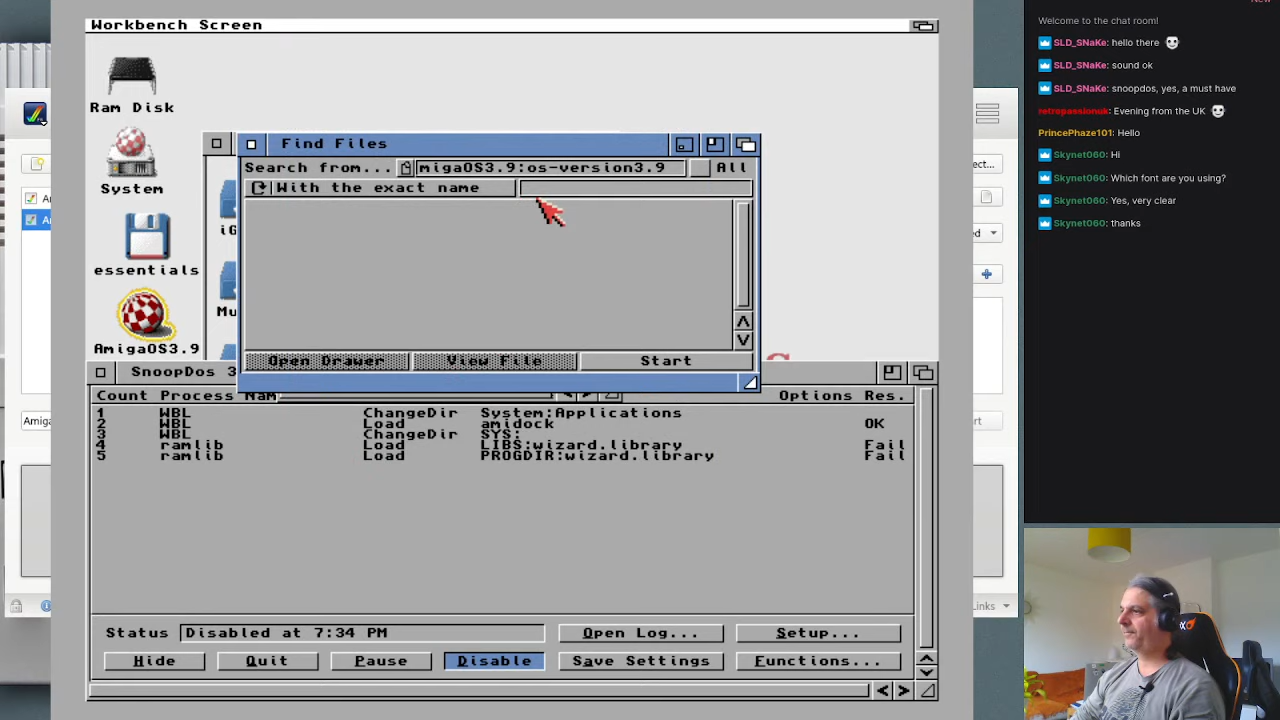 Workbench Screen
Ram Disk
System
essentials
AmigaOS3.9
Find Files
Search from... migaOS3.9:os-version3.9 All
With the exact name
Open Drawer View File Start
SnoopDos 3
Count Process Nam Options Res.
1 WBL ChangeDir System:Applications
2 WBL Load amidock OK
3 WBL ChangeDir SYS:
4 ramlib Load LIBS:wizard.library Fail
5 ramlib Load PROGDIR:wizard.library Fail
Status Disabled at 7:34 PM Open Log... Setup...
Hide Quit Pause Disable Save Settings Functions...
Welcome to the chat room!
SLD_SNaKe: hello there
SLD_SNaKe: sound ok
SLD_SNaKe: snoopdos, yes, a must have
retropassionuk: Evening from the UK
PrincePhaze101: Hello
Skynet060: Hi
Skynet060: Which font are you using?
Skynet060: Yes, very clear
Skynet060: thanks
iG
Mu
Amiga
Links